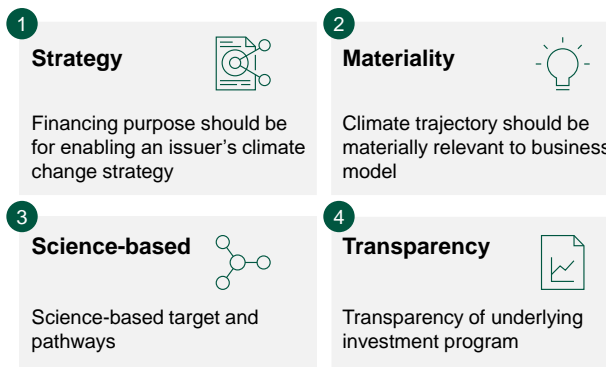 1
Strategy
Financing purpose should be
for enabling an issuer's climate
change strategy
2
Materiality
Climate trajectory should be
materially relevant to business
model
3
Science-based
Science-based target and
pathways
4
Transparency
Transparency of underlying
investment program